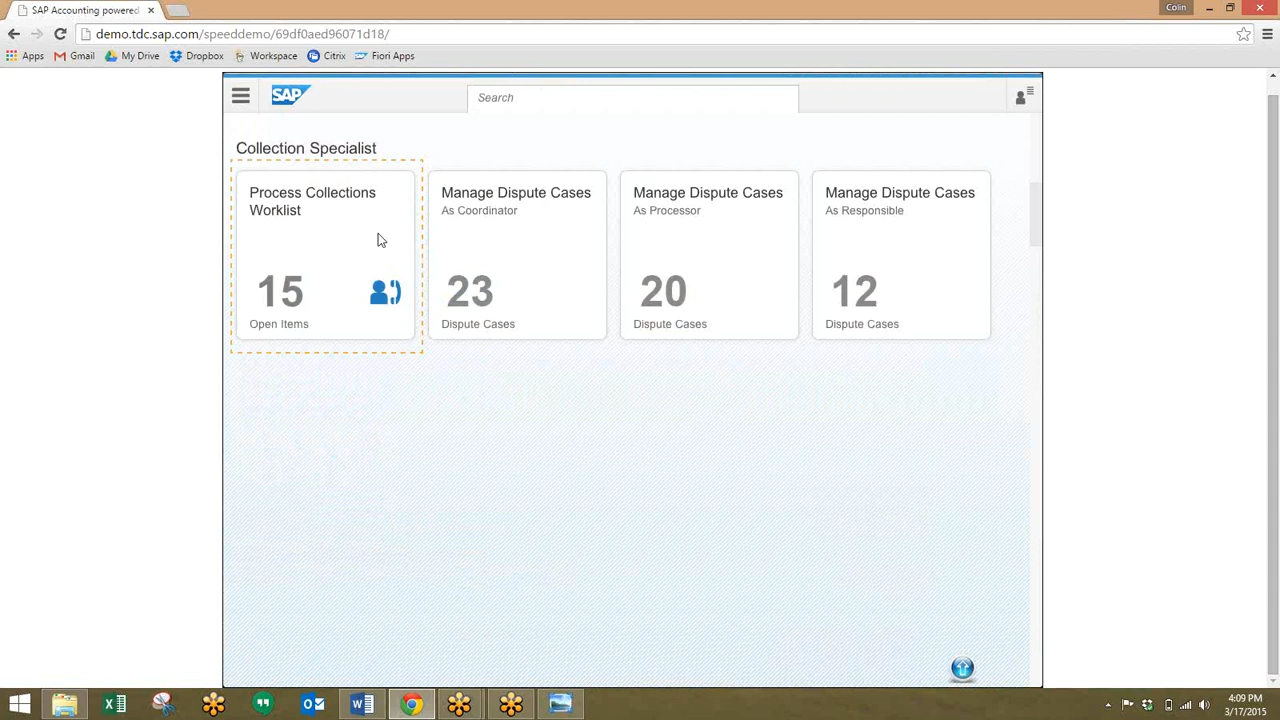 SAP Accounting powered
Colin
demo.tdc.sap.com/speeddemo/69df0aed96071d18/
Apps
Gmail
My Drive
Dropbox
Workspace
Citrix
Fiori Apps
SAP
Search
Collection Specialist
Process Collections
Worklist
15
Open Items
Manage Dispute Cases
As Coordinator
23
Dispute Cases
Manage Dispute Cases
As Processor
20
Dispute Cases
Manage Dispute Cases
As Responsible
12
Dispute Cases
4:09 PM
3/17/2015